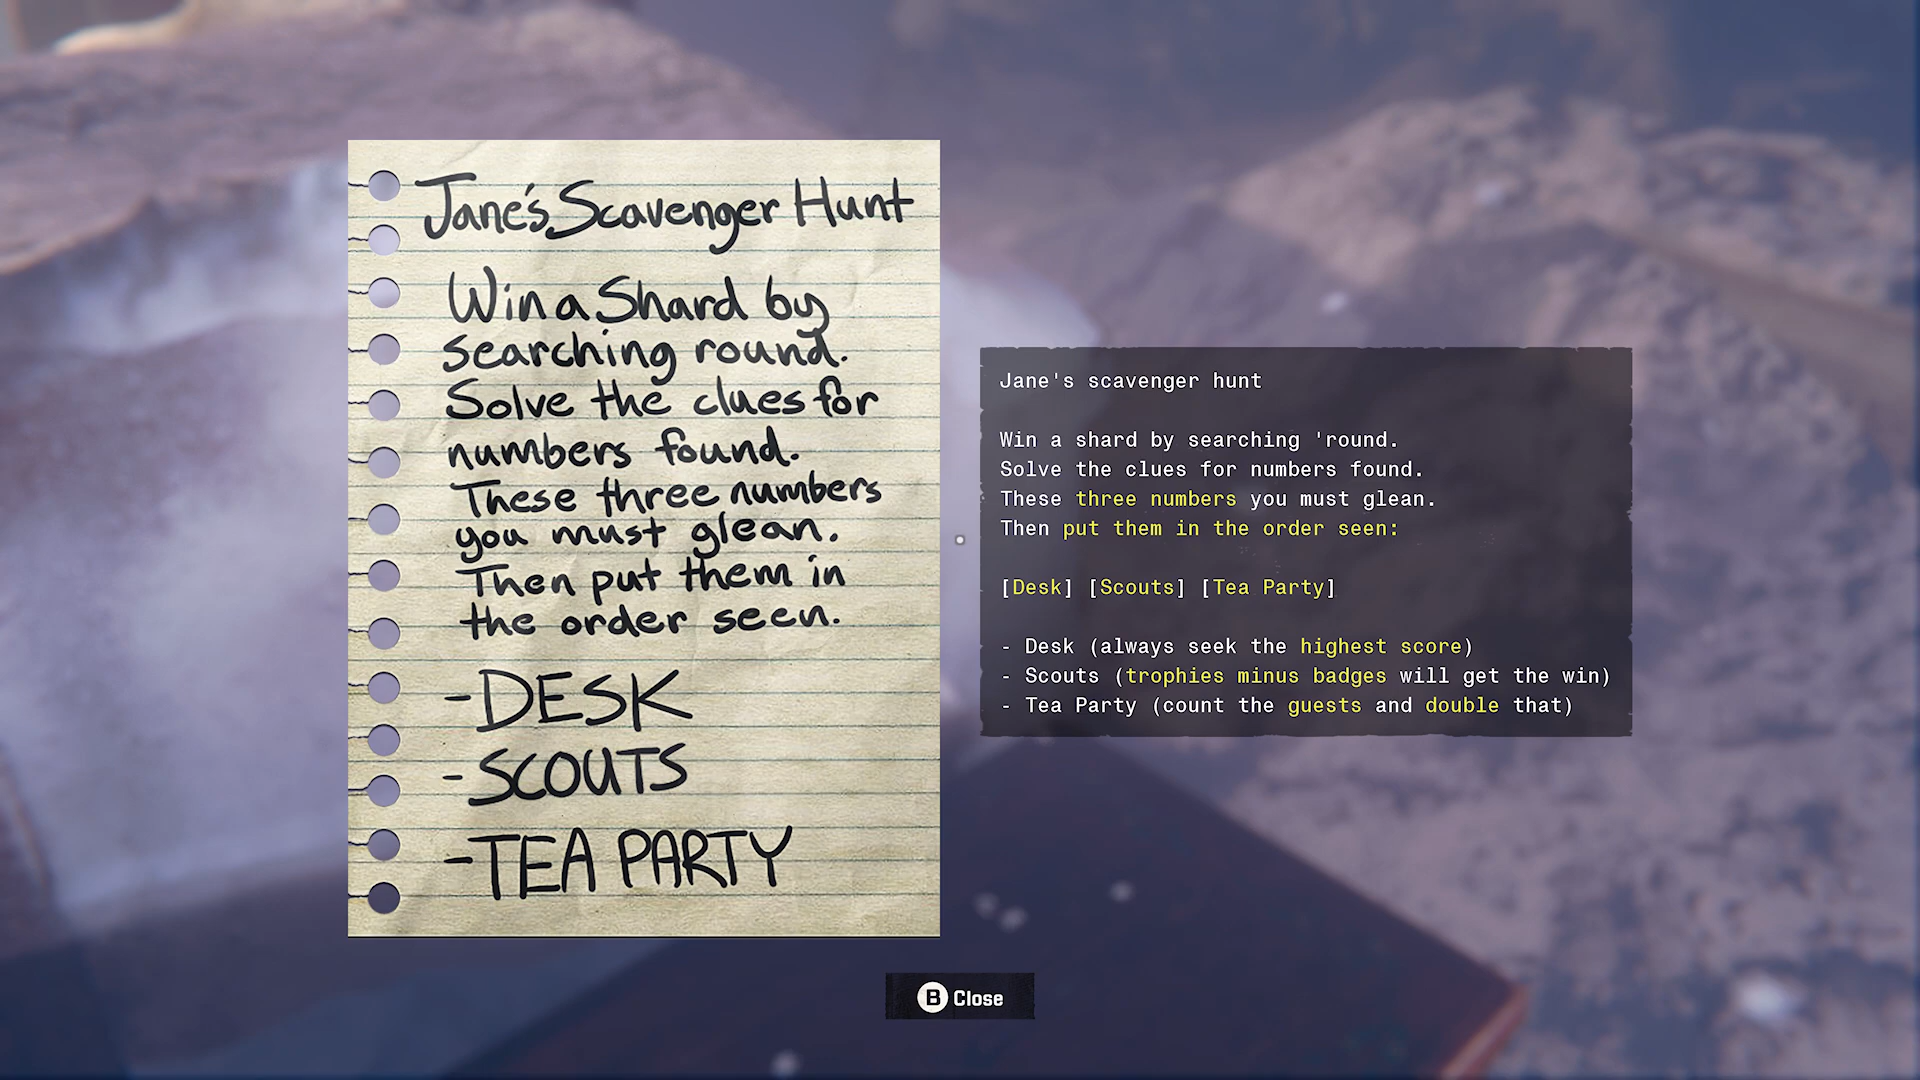 Jane's Scavenger Hunt
Win a Shard by
searching round.
Solve the clues for
numbers found.
These three numbers
you must glean.
Then put them in
the order seen.
-DESK
-SCOUTS
-TEA PARTY
Jane's scavenger hunt
Win a shard by searching 'round.
Solve the clues for numbers found.
These three numbers you must glean.
Then put them in the order seen:
[Desk] [Scouts] [Tea Party]
- Desk (always seek the highest score)
- Scouts (trophies minus badges will get the win)
- Tea Party (count the guests and double that)
B Close